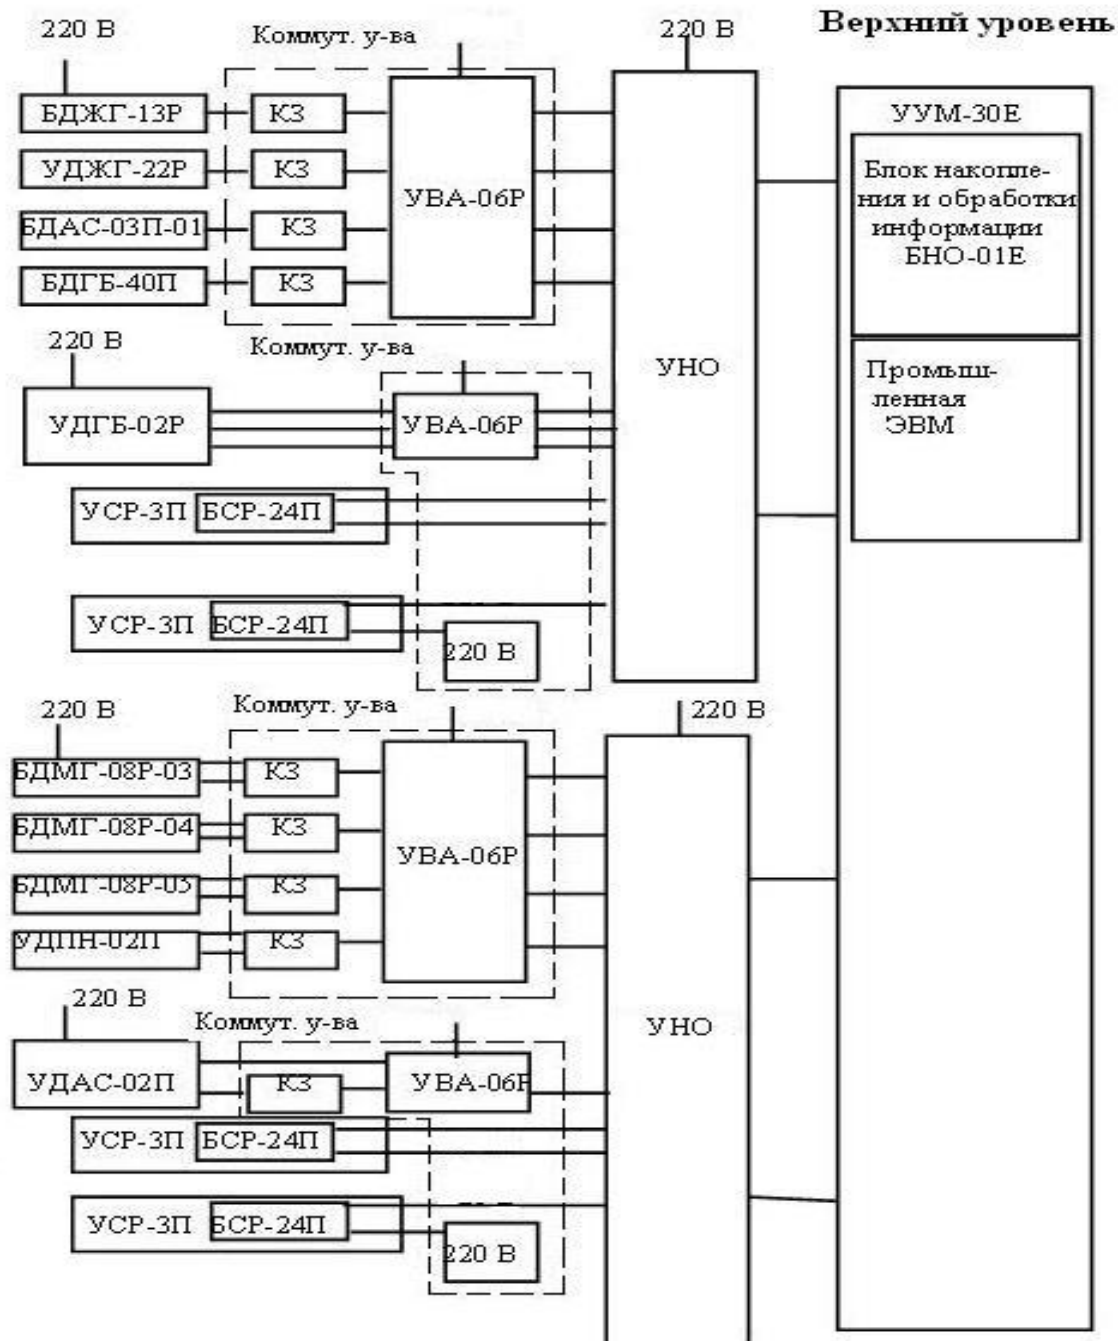 Верхний уровень
220 В
Коммут. у-ва
220 В
БДЖГ-13Р
КЗ
УДЖГ-22Р
КЗ
БДАС-03П-01
КЗ
БДГБ-40П
КЗ
УВА-06Р
220 В
Коммут. у-ва
УДГБ-02Р
УВА-06Р
УСР-3П
БСР-24П
УСР-3П
БСР-24П
220 В
УНО
УУМ-30Е
Блок накопле-
ния и обработки
информации
БНО-01Е
Промыш-
ленная
ЭВМ
220 В
Коммут. у-ва
220 В
БДМГ-08Р-03
КЗ
БДМГ-08Р-04
КЗ
БДМГ-08Р-05
КЗ
УДПН-02П
КЗ
УВА-06Р
220 В
Коммут. у-ва
УДАС-02П
КЗ
УВА-06Р
УСР-3П
БСР-24П
УСР-3П
БСР-24П
220 В
УНО